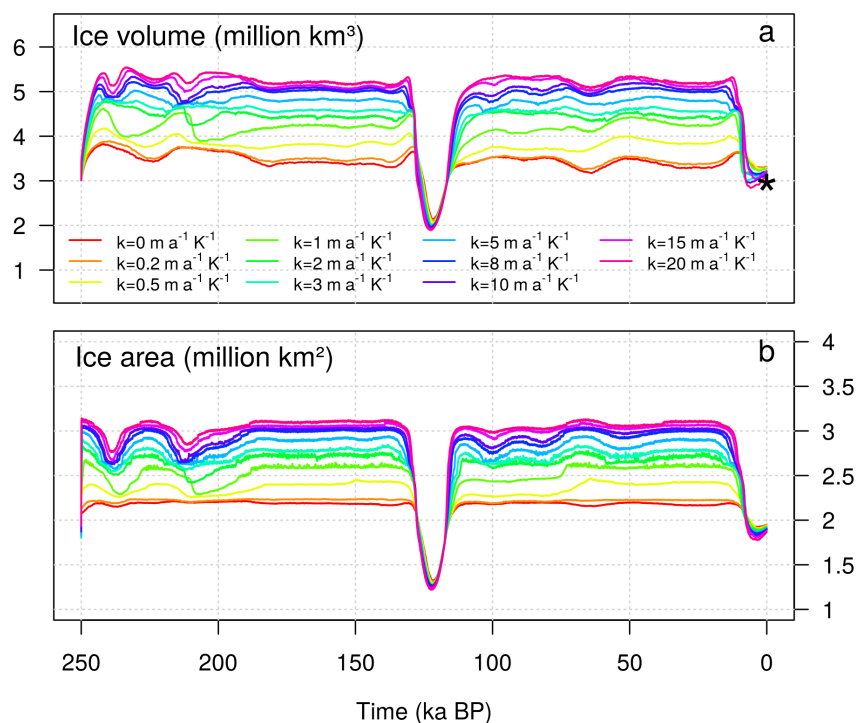 Ice volume (million km³)
a
6
5
4
3
2
1
*
k=0 m a⁻¹ K⁻¹
k=1 m a⁻¹ K⁻¹
k=5 m a⁻¹ K⁻¹
k=15 m a⁻¹ K⁻¹
k=0.2 m a⁻¹ K⁻¹
k=2 m a⁻¹ K⁻¹
k=8 m a⁻¹ K⁻¹
k=20 m a⁻¹ K⁻¹
k=0.5 m a⁻¹ K⁻¹
k=3 m a⁻¹ K⁻¹
k=10 m a⁻¹ K⁻¹
Ice area (million km²)
b
4
3.5
3
2.5
2
1.5
1
250 200 150 100 50 0
Time (ka BP)